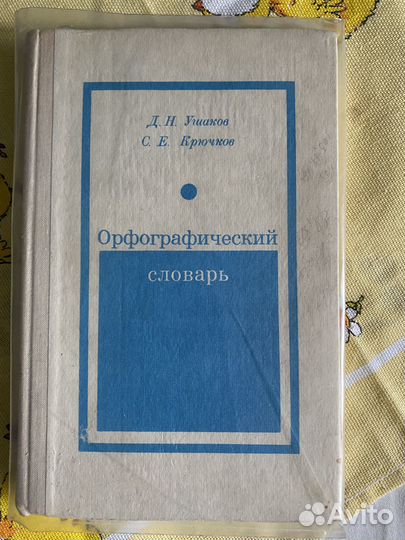 Д. Н. Ушаков
С. Е. Крючков
Орфографический
словарь
Avito